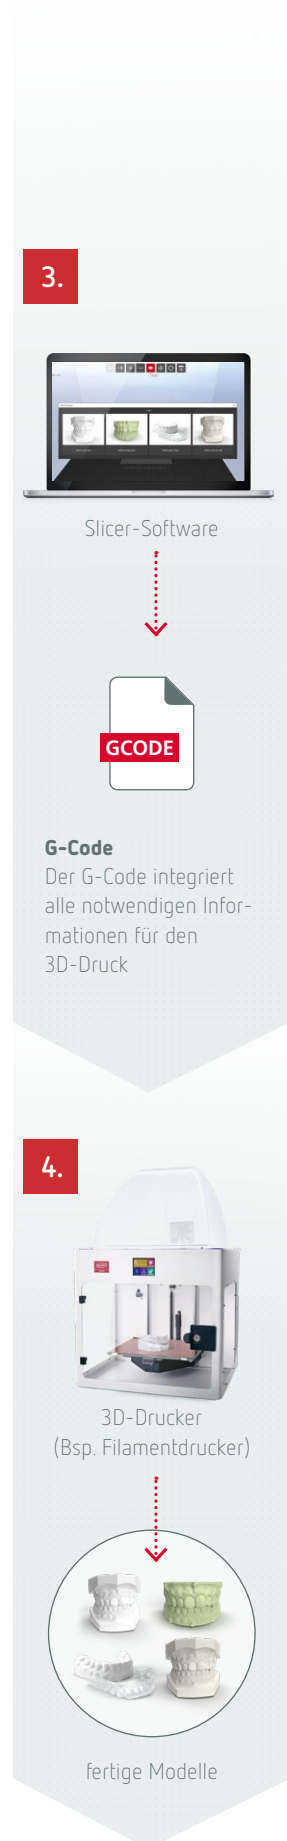 3.
Slicer-Software
GCODE
G-Code
Der G-Code integriert
alle notwendigen Infor-
mationen für den
3D-Druck
4.
3D-Drucker
(Bsp. Filamentdrucker)
fertige Modelle